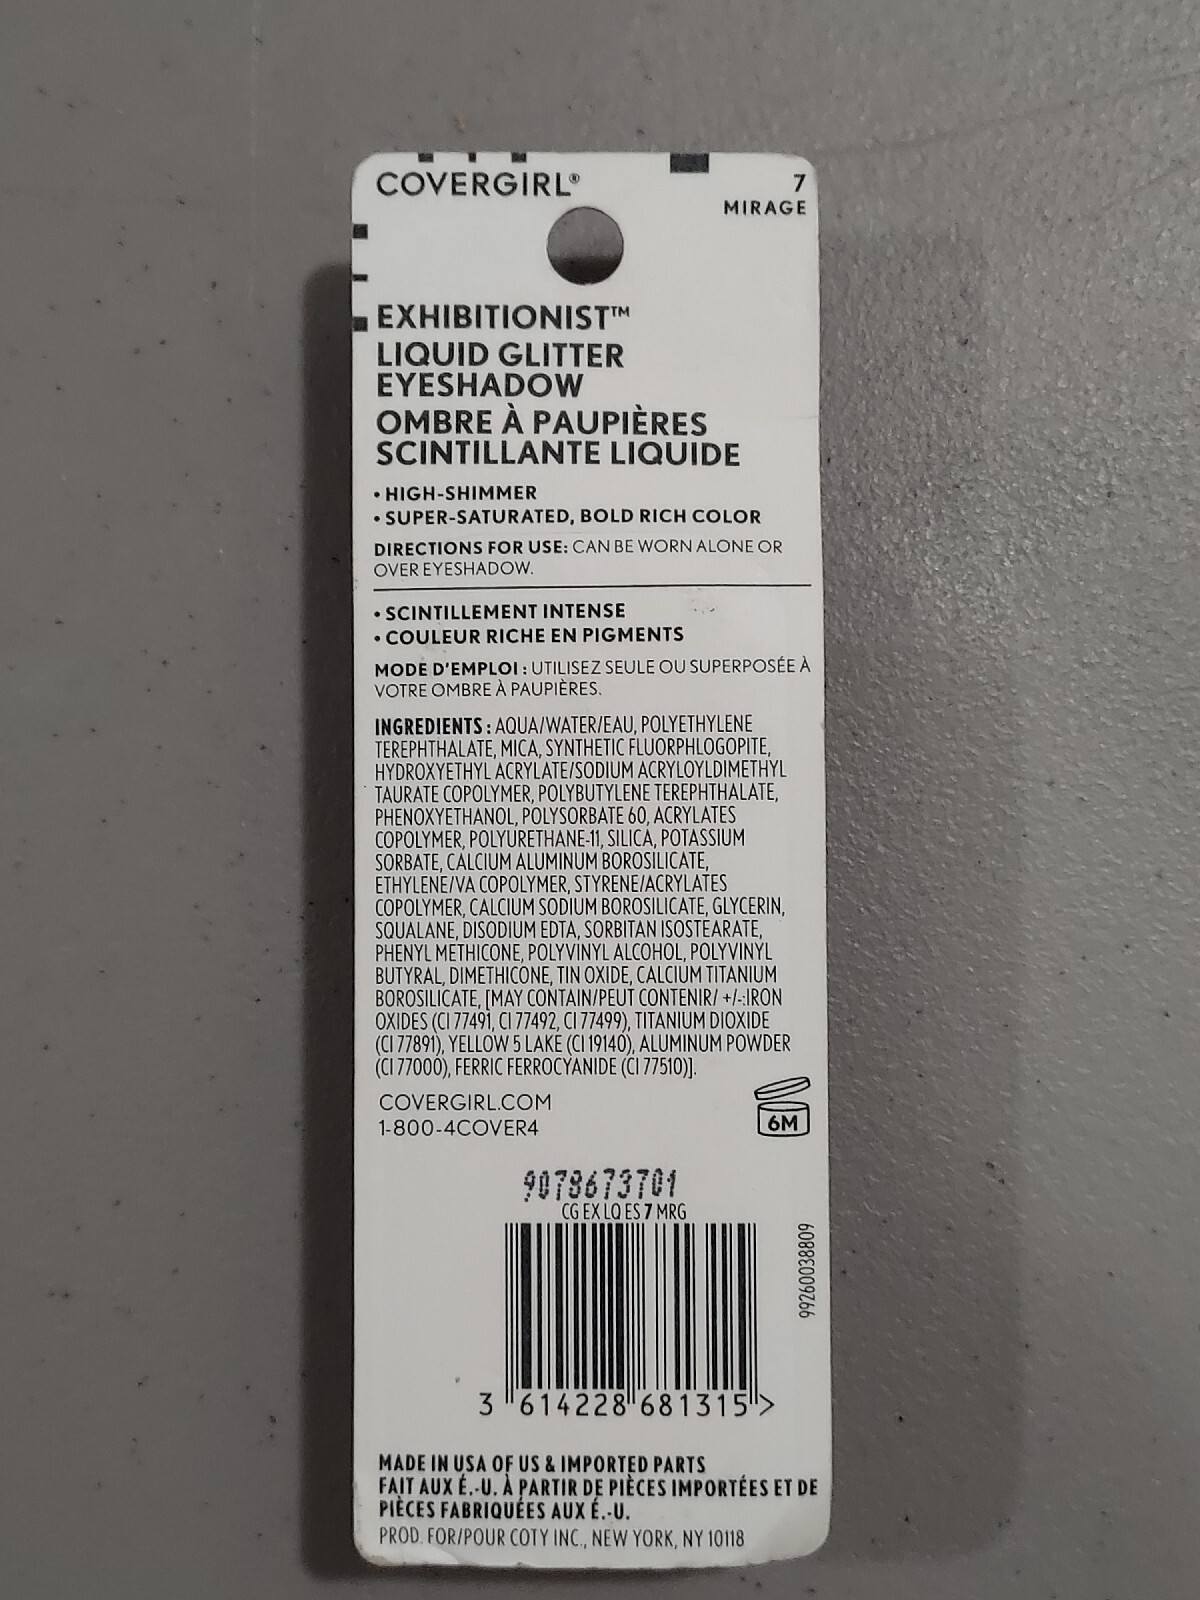 COVERGIRL®
7
MIRAGE
EXHIBITIONIST™
LIQUID GLITTER
EYESHADOW
OMBRE À PAUPIÈRES
SCINTILLANTE LIQUIDE
• HIGH-SHIMMER
• SUPER-SATURATED, BOLD RICH COLOR
DIRECTIONS FOR USE: CAN BE WORN ALONE OR
OVER EYESHADOW.
• SCINTILLEMENT INTENSE
• COULEUR RICHE EN PIGMENTS
MODE D'EMPLOI : UTILISEZ SEULE OU SUPERPOSÉE À
VOTRE OMBRE À PAUPIÈRES.
INGREDIENTS : AQUA/WATER/EAU, POLYETHYLENE
TEREPHTHALATE, MICA, SYNTHETIC FLUORPHLOGOPITE,
HYDROXYETHYL ACRYLATE/SODIUM ACRYLOYLDIMETHYL
TAURATE COPOLYMER, POLYBUTYLENE TEREPHTHALATE,
PHENOXYETHANOL, POLYSORBATE 60, ACRYLATES
COPOLYMER, POLYURETHANE-11, SILICA, POTASSIUM
SORBATE, CALCIUM ALUMINUM BOROSILICATE,
ETHYLENE/VA COPOLYMER, STYRENE/ACRYLATES
COPOLYMER, CALCIUM SODIUM BOROSILICATE, GLYCERIN,
SQUALANE, DISODIUM EDTA, SORBITAN ISOSTEARATE,
PHENYL METHICONE, POLYVINYL ALCOHOL, POLYVINYL
BUTYRAL, DIMETHICONE, TIN OXIDE, CALCIUM TITANIUM
BOROSILICATE, [MAY CONTAIN/PEUT CONTENIR/ +/-:IRON
OXIDES (CI 77491, CI 77492, CI 77499), TITANIUM DIOXIDE
(CI 77891), YELLOW 5 LAKE (CI 19140), ALUMINUM POWDER
(CI 77000), FERRIC FERROCYANIDE (CI 77510)].
COVERGIRL.COM
1-800-4COVER4
6M
9078673701
CG EX LQ ES 7 MRG
99260038809
3 614228 681315 >
MADE IN USA OF US & IMPORTED PARTS
FAIT AUX É.-U. À PARTIR DE PIÈCES IMPORTÉES ET DE
PIÈCES FABRIQUÉES AUX É.-U.
PROD. FOR/POUR COTY INC., NEW YORK, NY 10118